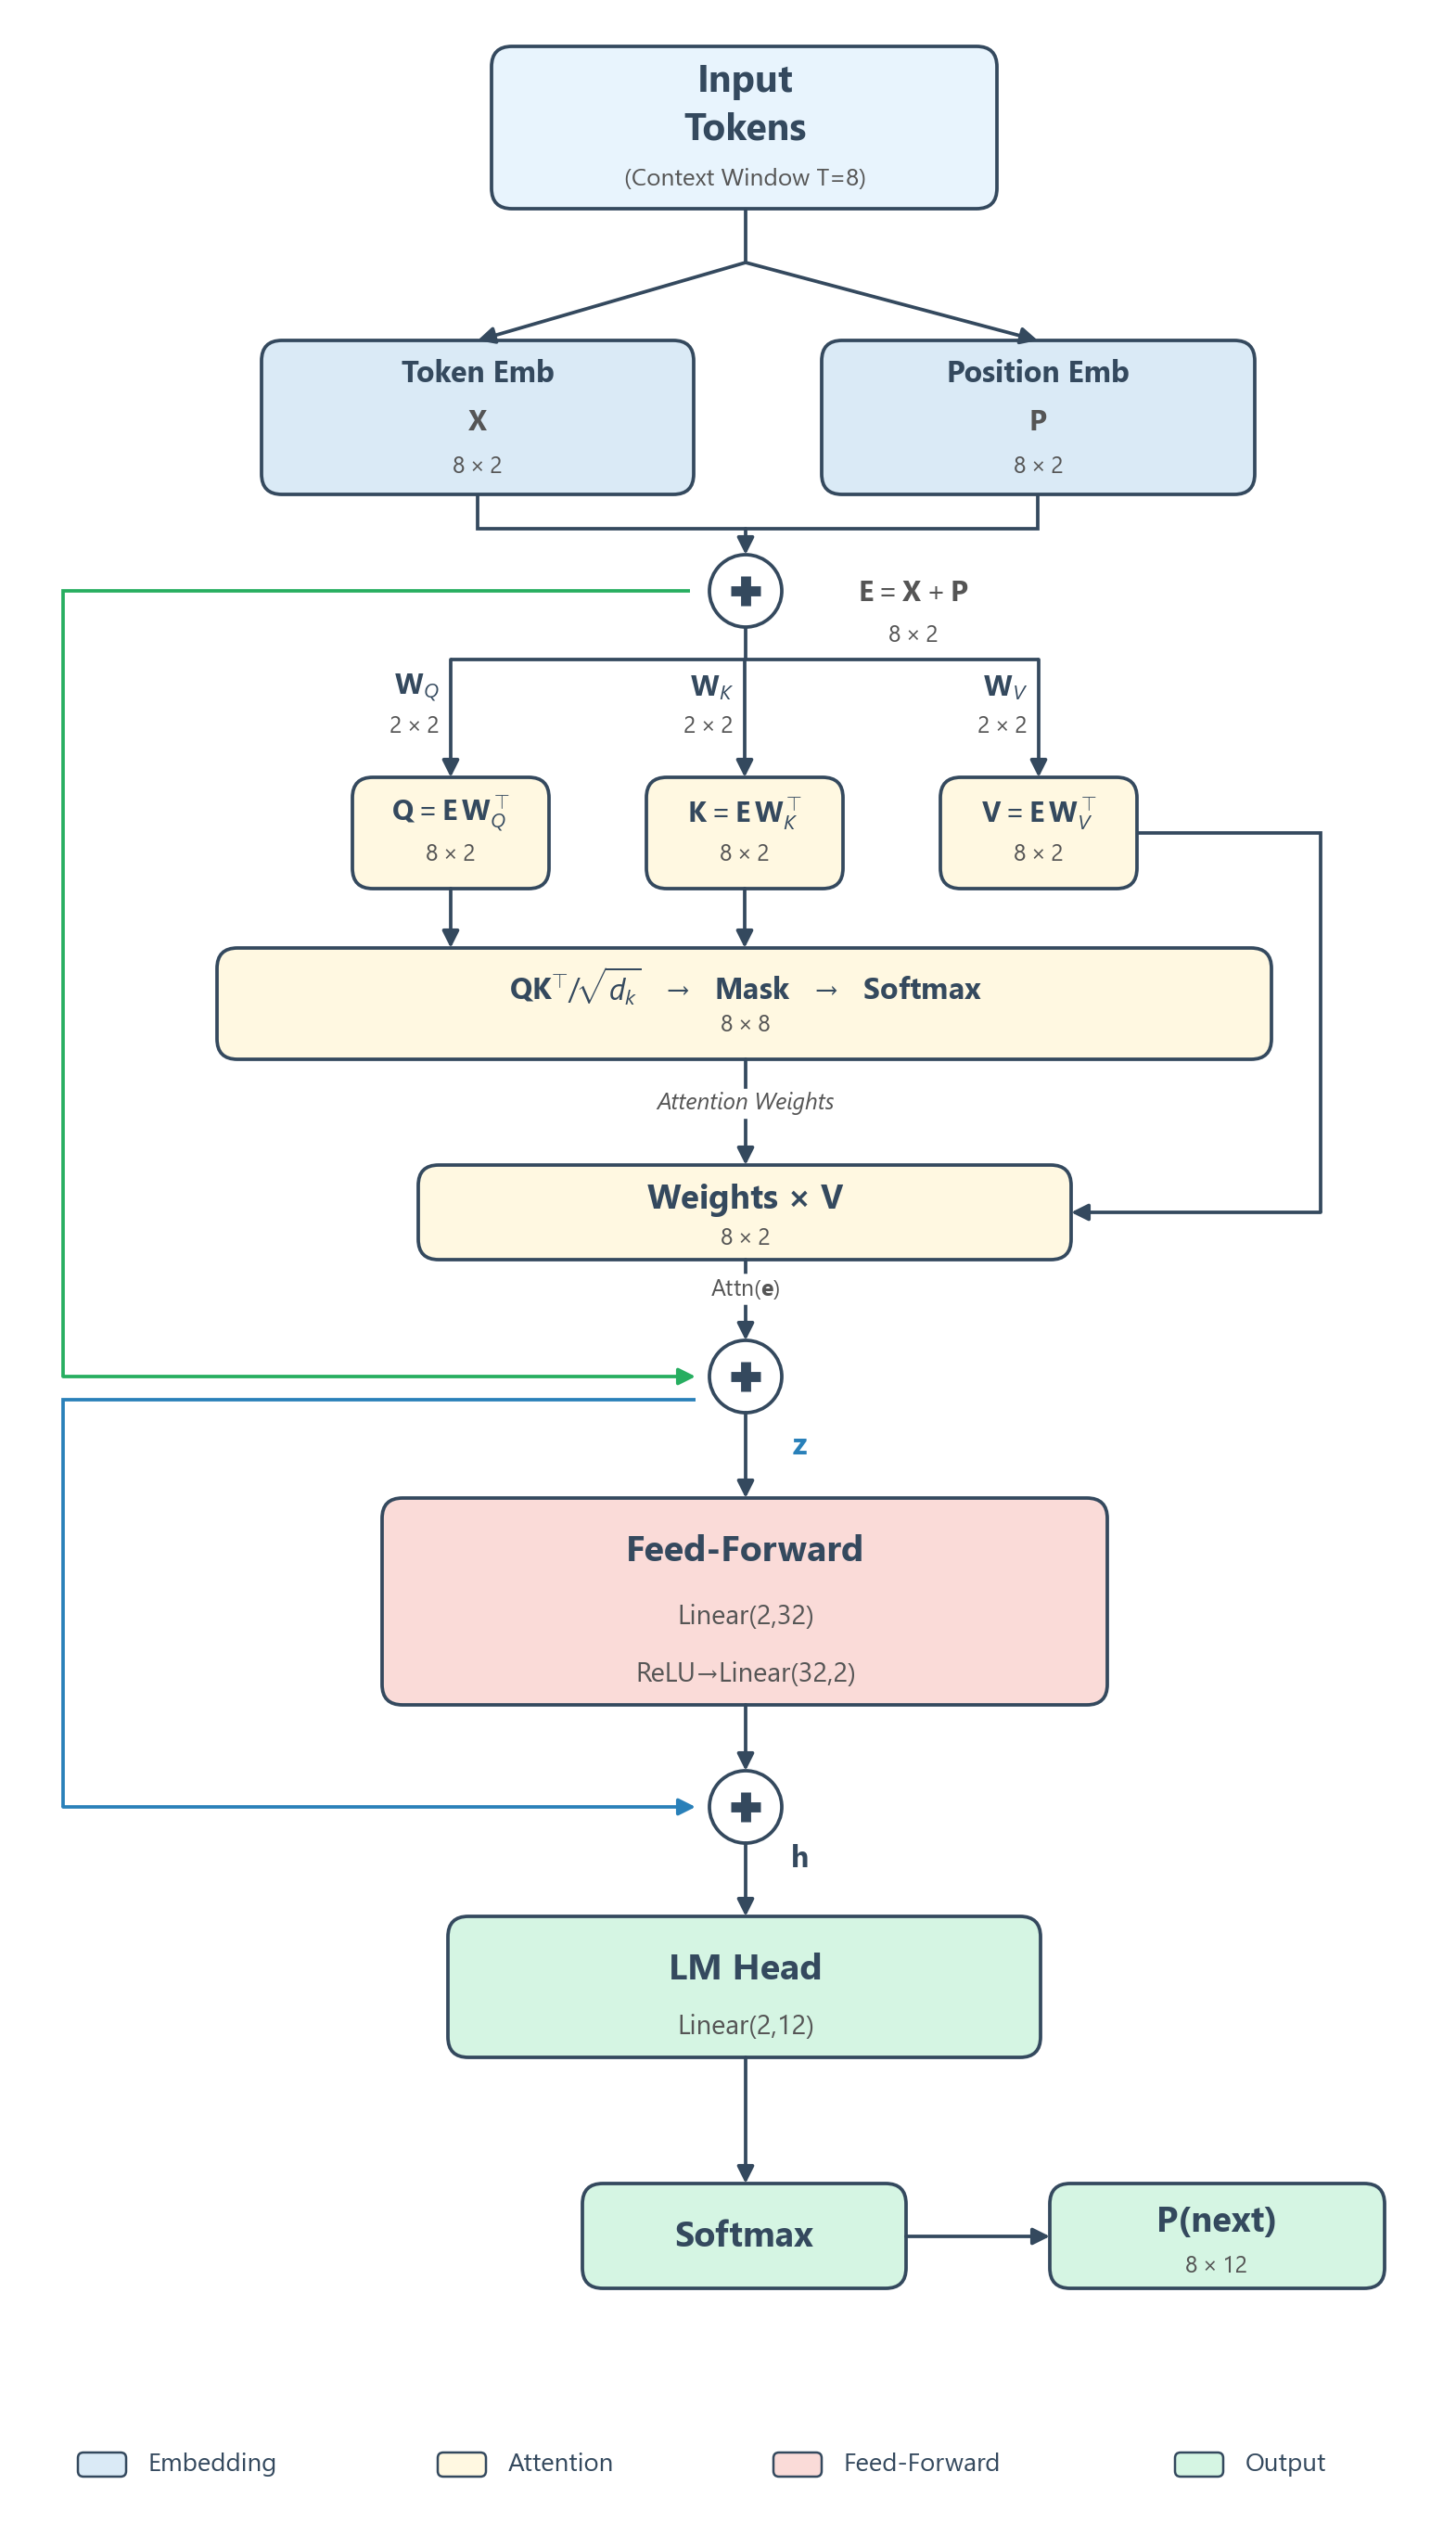 Input
Tokens
(Context Window T=8)
Token Emb
X
8 × 2
Position Emb
P
8 × 2
E = X + P
8 × 2
W_Q
2 × 2
W_K
2 × 2
W_V
2 × 2
Q = E W_Q^⊤
8 × 2
K = E W_K^⊤
8 × 2
V = E W_V^⊤
8 × 2
QK^⊤/√d_k → Mask → Softmax
8 × 8
Attention Weights
Weights × V
8 × 2
Attn(e)
z
Feed-Forward
Linear(2,32)
ReLU→Linear(32,2)
h
LM Head
Linear(2,12)
Softmax
P(next)
8 × 12
Embedding
Attention
Feed-Forward
Output